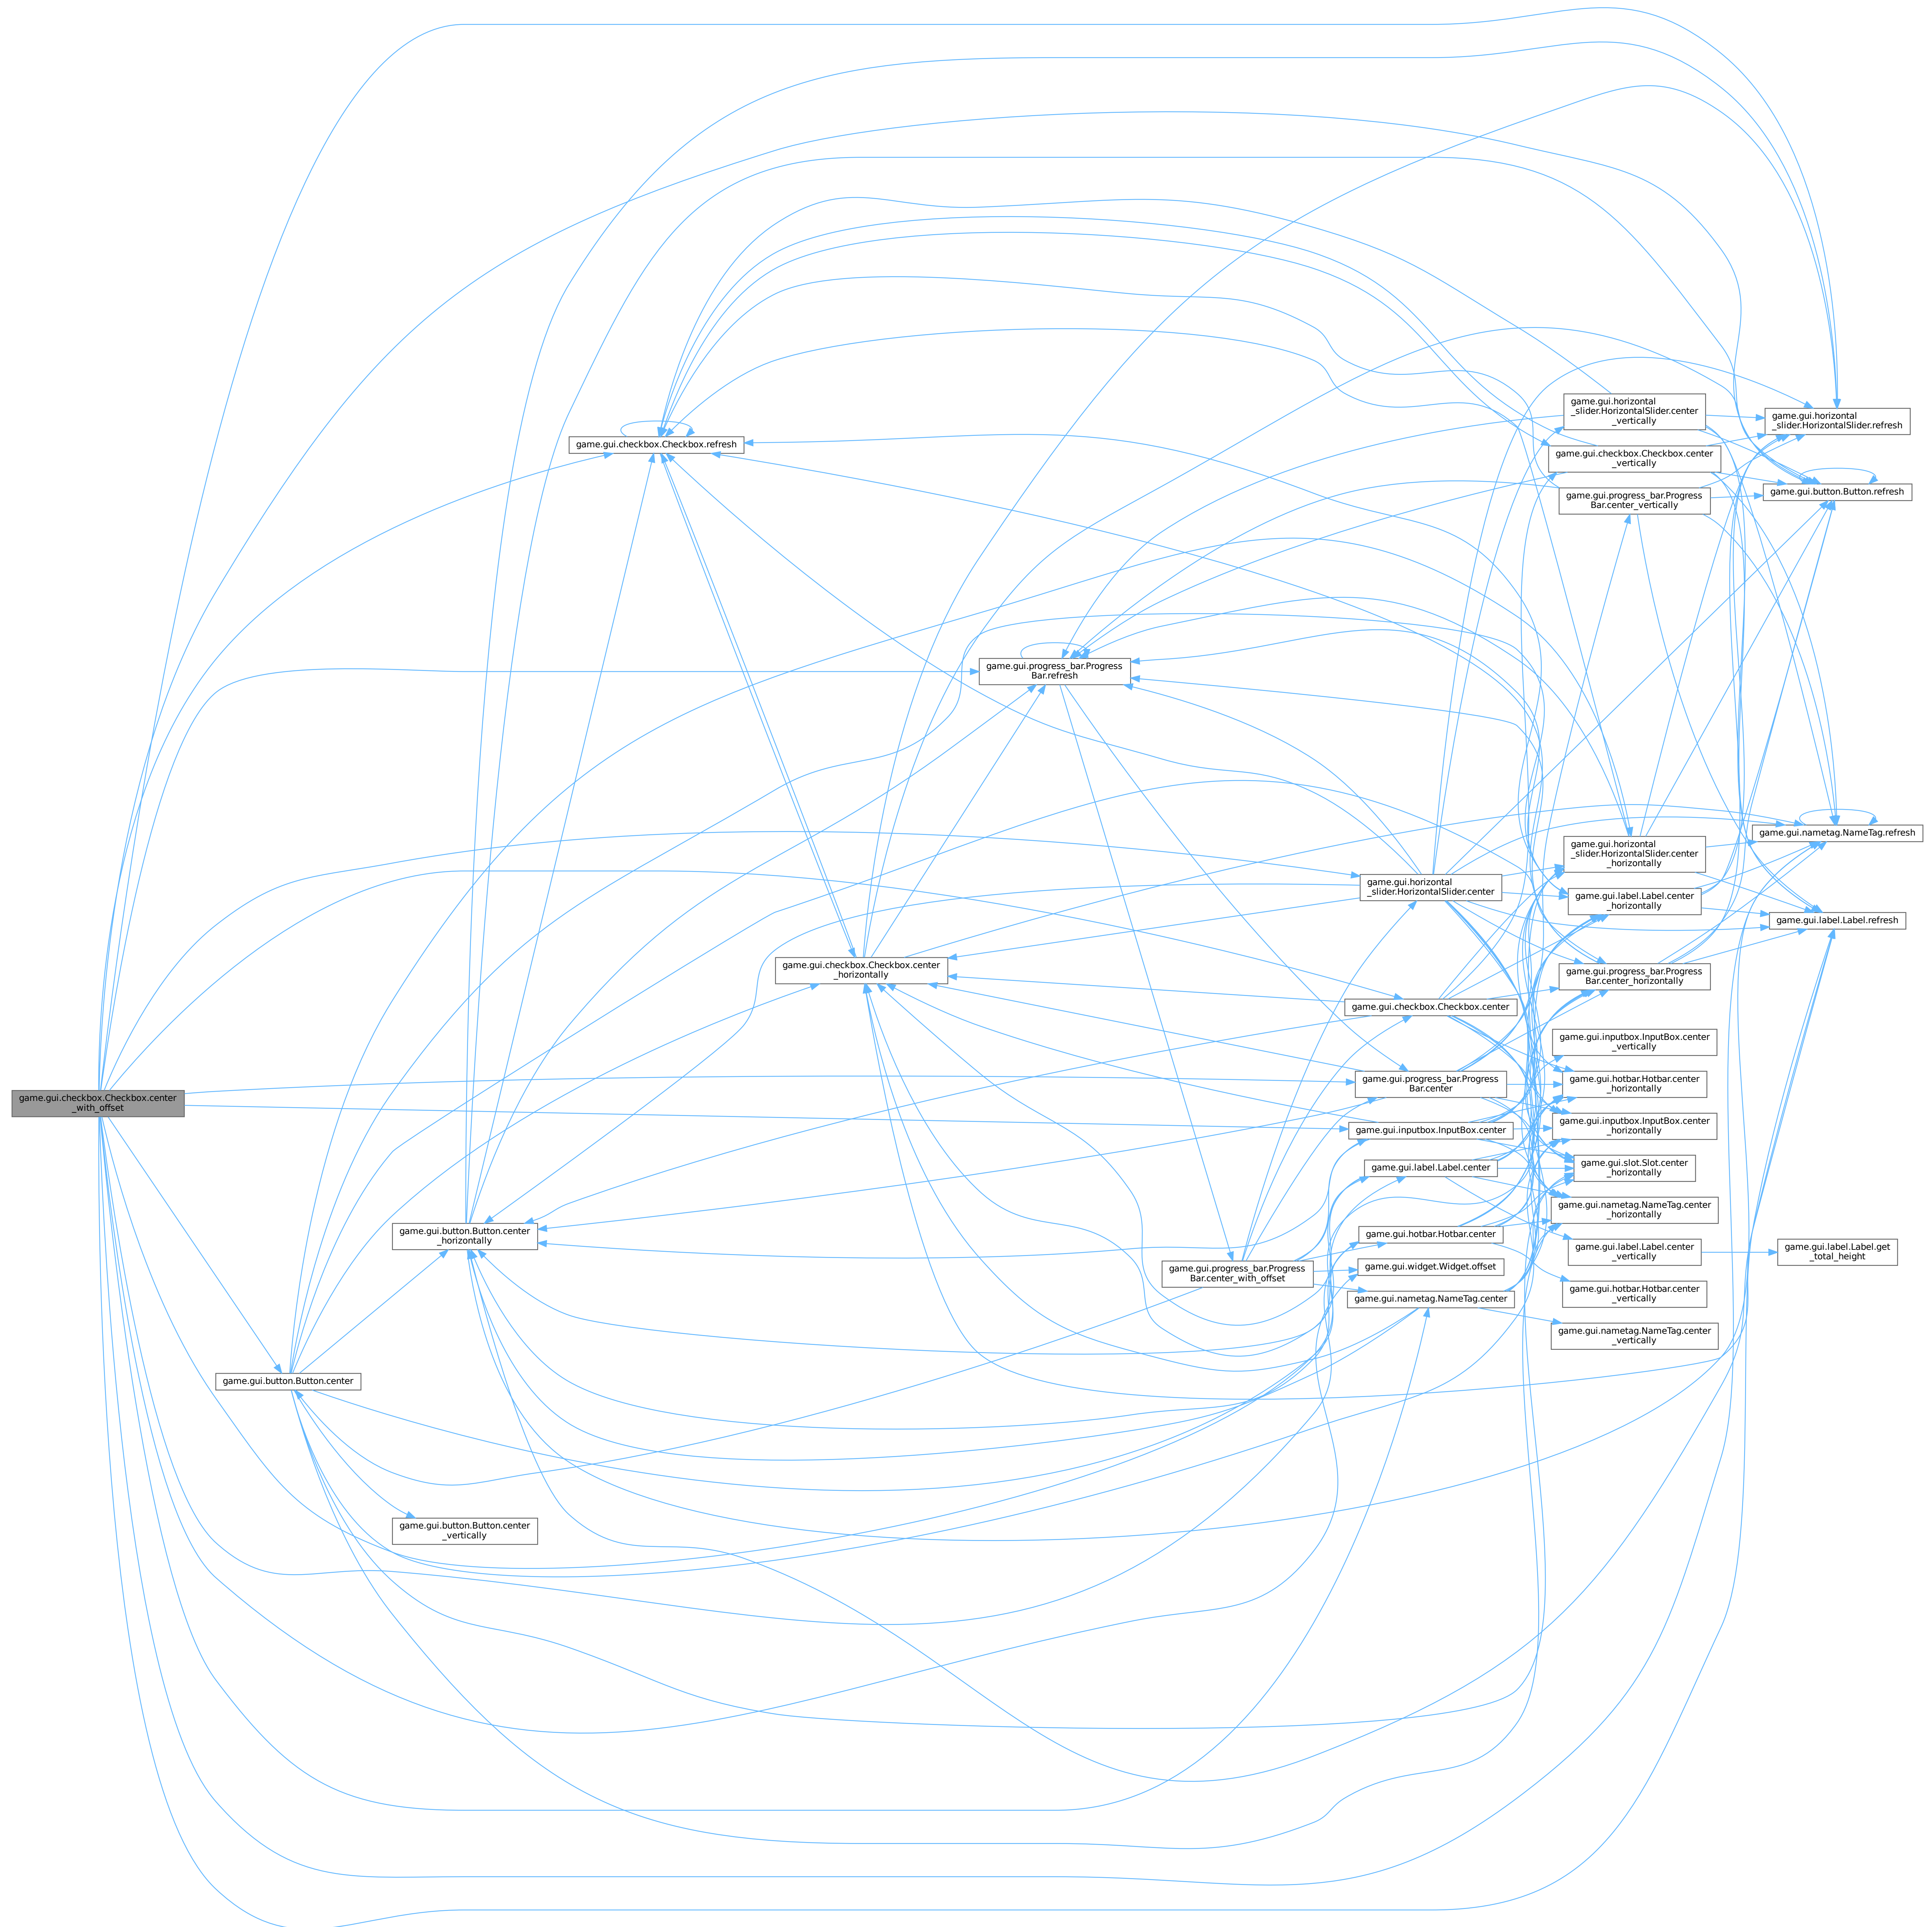 game.gui.checkbox.Checkbox.center
_with_offset
game.gui.button.Button.center
game.gui.button.Button.center
_horizontally
game.gui.button.Button.center
_vertically
game.gui.checkbox.Checkbox.refresh
game.gui.checkbox.Checkbox.center
_horizontally
game.gui.progress_bar.Progress
Bar.refresh
game.gui.progress_bar.Progress
Bar.center_with_offset
game.gui.horizontal
_slider.HorizontalSlider.center
game.gui.checkbox.Checkbox.center
game.gui.progress_bar.Progress
Bar.center
game.gui.inputbox.InputBox.center
game.gui.label.Label.center
game.gui.hotbar.Hotbar.center
game.gui.widget.Widget.offset
game.gui.nametag.NameTag.center
game.gui.horizontal
_slider.HorizontalSlider.center
_vertically
game.gui.checkbox.Checkbox.center
_vertically
game.gui.progress_bar.Progress
Bar.center_vertically
game.gui.horizontal
_slider.HorizontalSlider.center
_horizontally
game.gui.label.Label.center
_horizontally
game.gui.progress_bar.Progress
Bar.center_horizontally
game.gui.inputbox.InputBox.center
_vertically
game.gui.hotbar.Hotbar.center
_horizontally
game.gui.inputbox.InputBox.center
_horizontally
game.gui.slot.Slot.center
_horizontally
game.gui.nametag.NameTag.center
_horizontally
game.gui.label.Label.center
_vertically
game.gui.hotbar.Hotbar.center
_vertically
game.gui.nametag.NameTag.center
_vertically
game.gui.horizontal
_slider.HorizontalSlider.refresh
game.gui.button.Button.refresh
game.gui.nametag.NameTag.refresh
game.gui.label.Label.refresh
game.gui.label.Label.get
_total_height